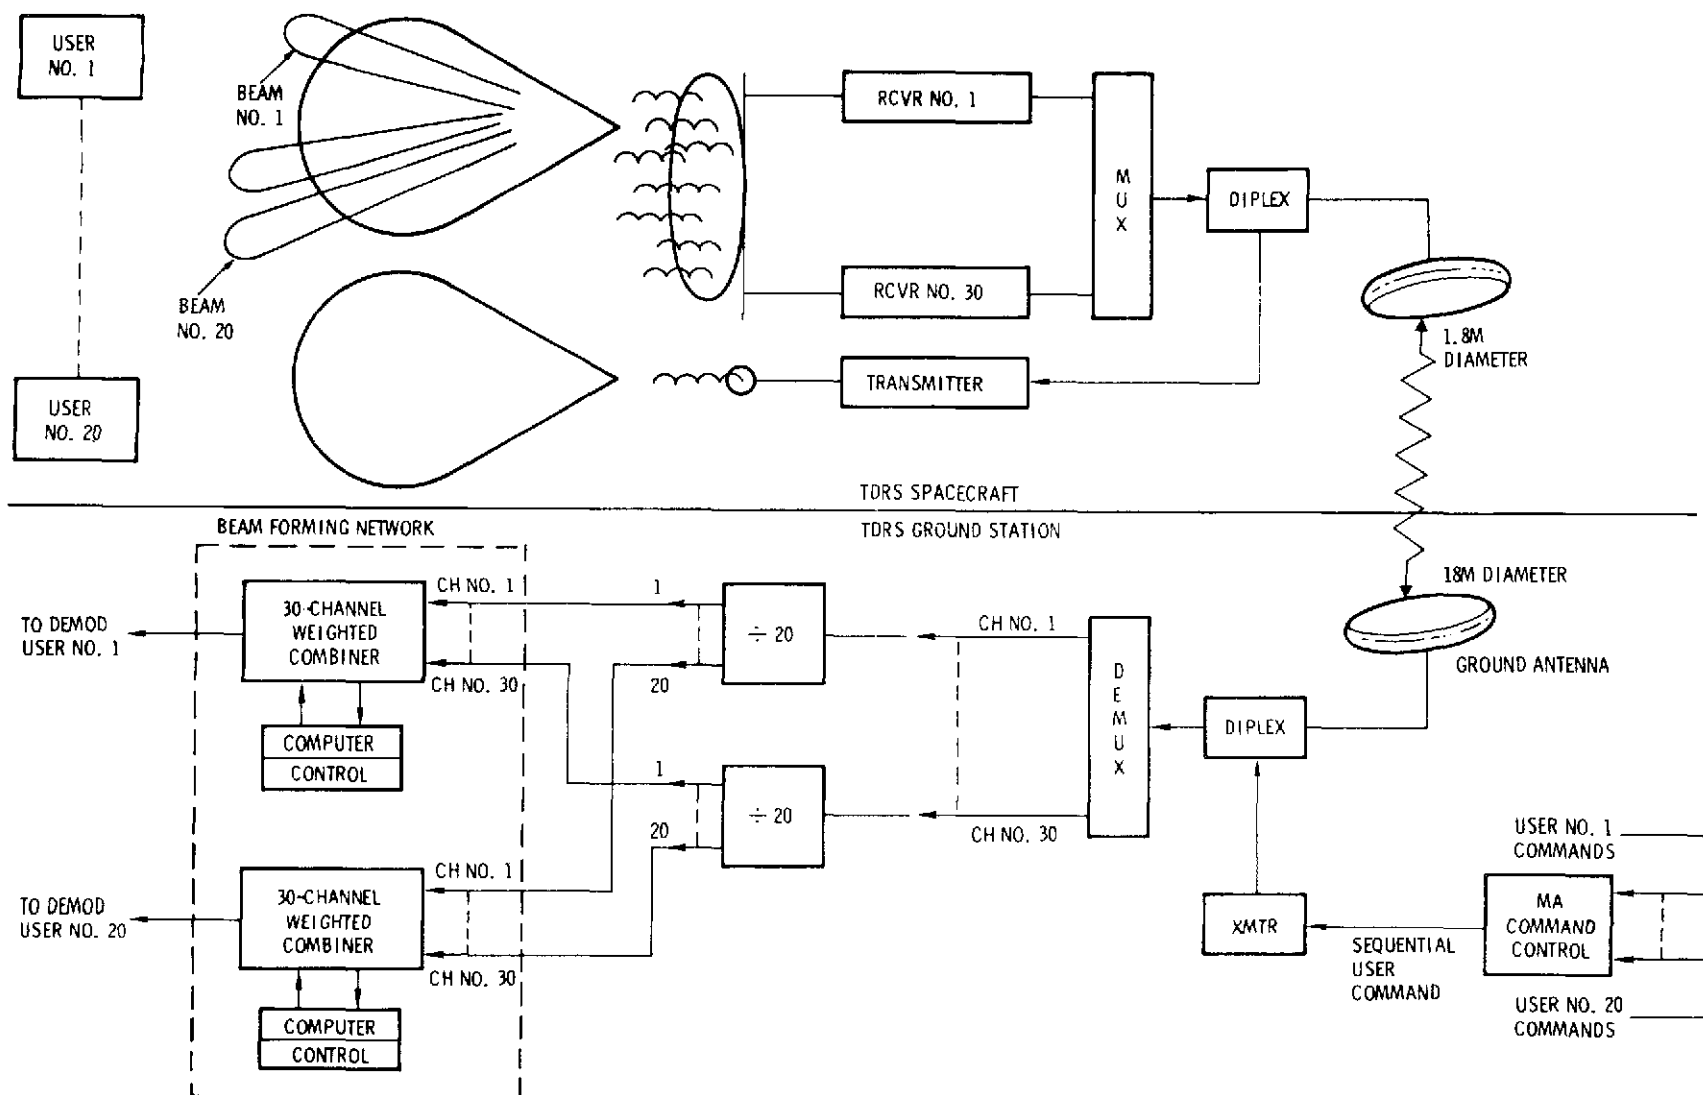 USER
NO. 1
BEAM
NO. 1
BEAM
NO. 20
USER
NO. 20
RCVR NO. 1
RCVR NO. 30
TRANSMITTER
MUX
DIPLEX
1.8M
DIAMETER
TDRS SPACECRAFT
TDRS GROUND STATION
BEAM FORMING NETWORK
18M DIAMETER
GROUND ANTENNA
TO DEMOD
USER NO. 1
30-CHANNEL
WEIGHTED
COMBINER
COMPUTER
CONTROL
CH NO. 1
CH NO. 30
1
20
÷ 20
1
20
÷ 20
CH NO. 1
CH NO. 30
DEMUX
DIPLEX
TO DEMOD
USER NO. 20
30-CHANNEL
WEIGHTED
COMBINER
COMPUTER
CONTROL
CH NO. 1
CH NO. 30
XMTR
SEQUENTIAL
USER
COMMAND
MA
COMMAND
CONTROL
USER NO. 1
COMMANDS
USER NO. 20
COMMANDS